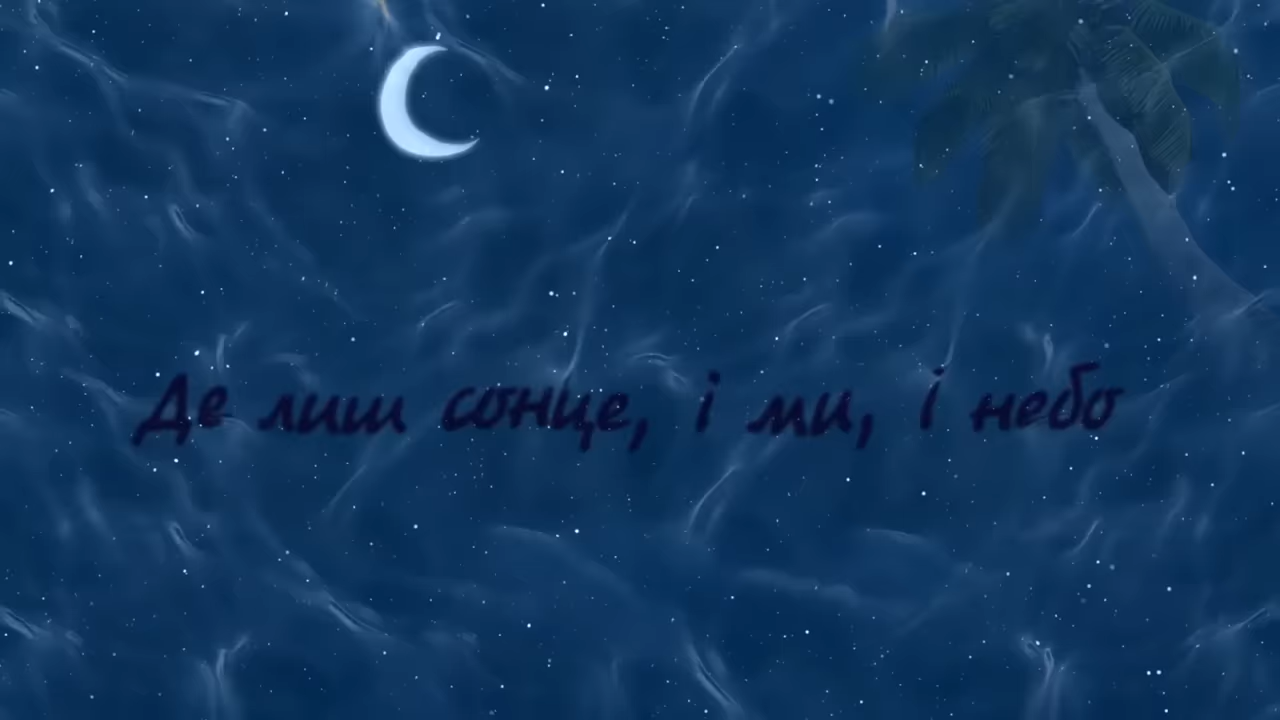 Де лиш сонце, і ми, і небо